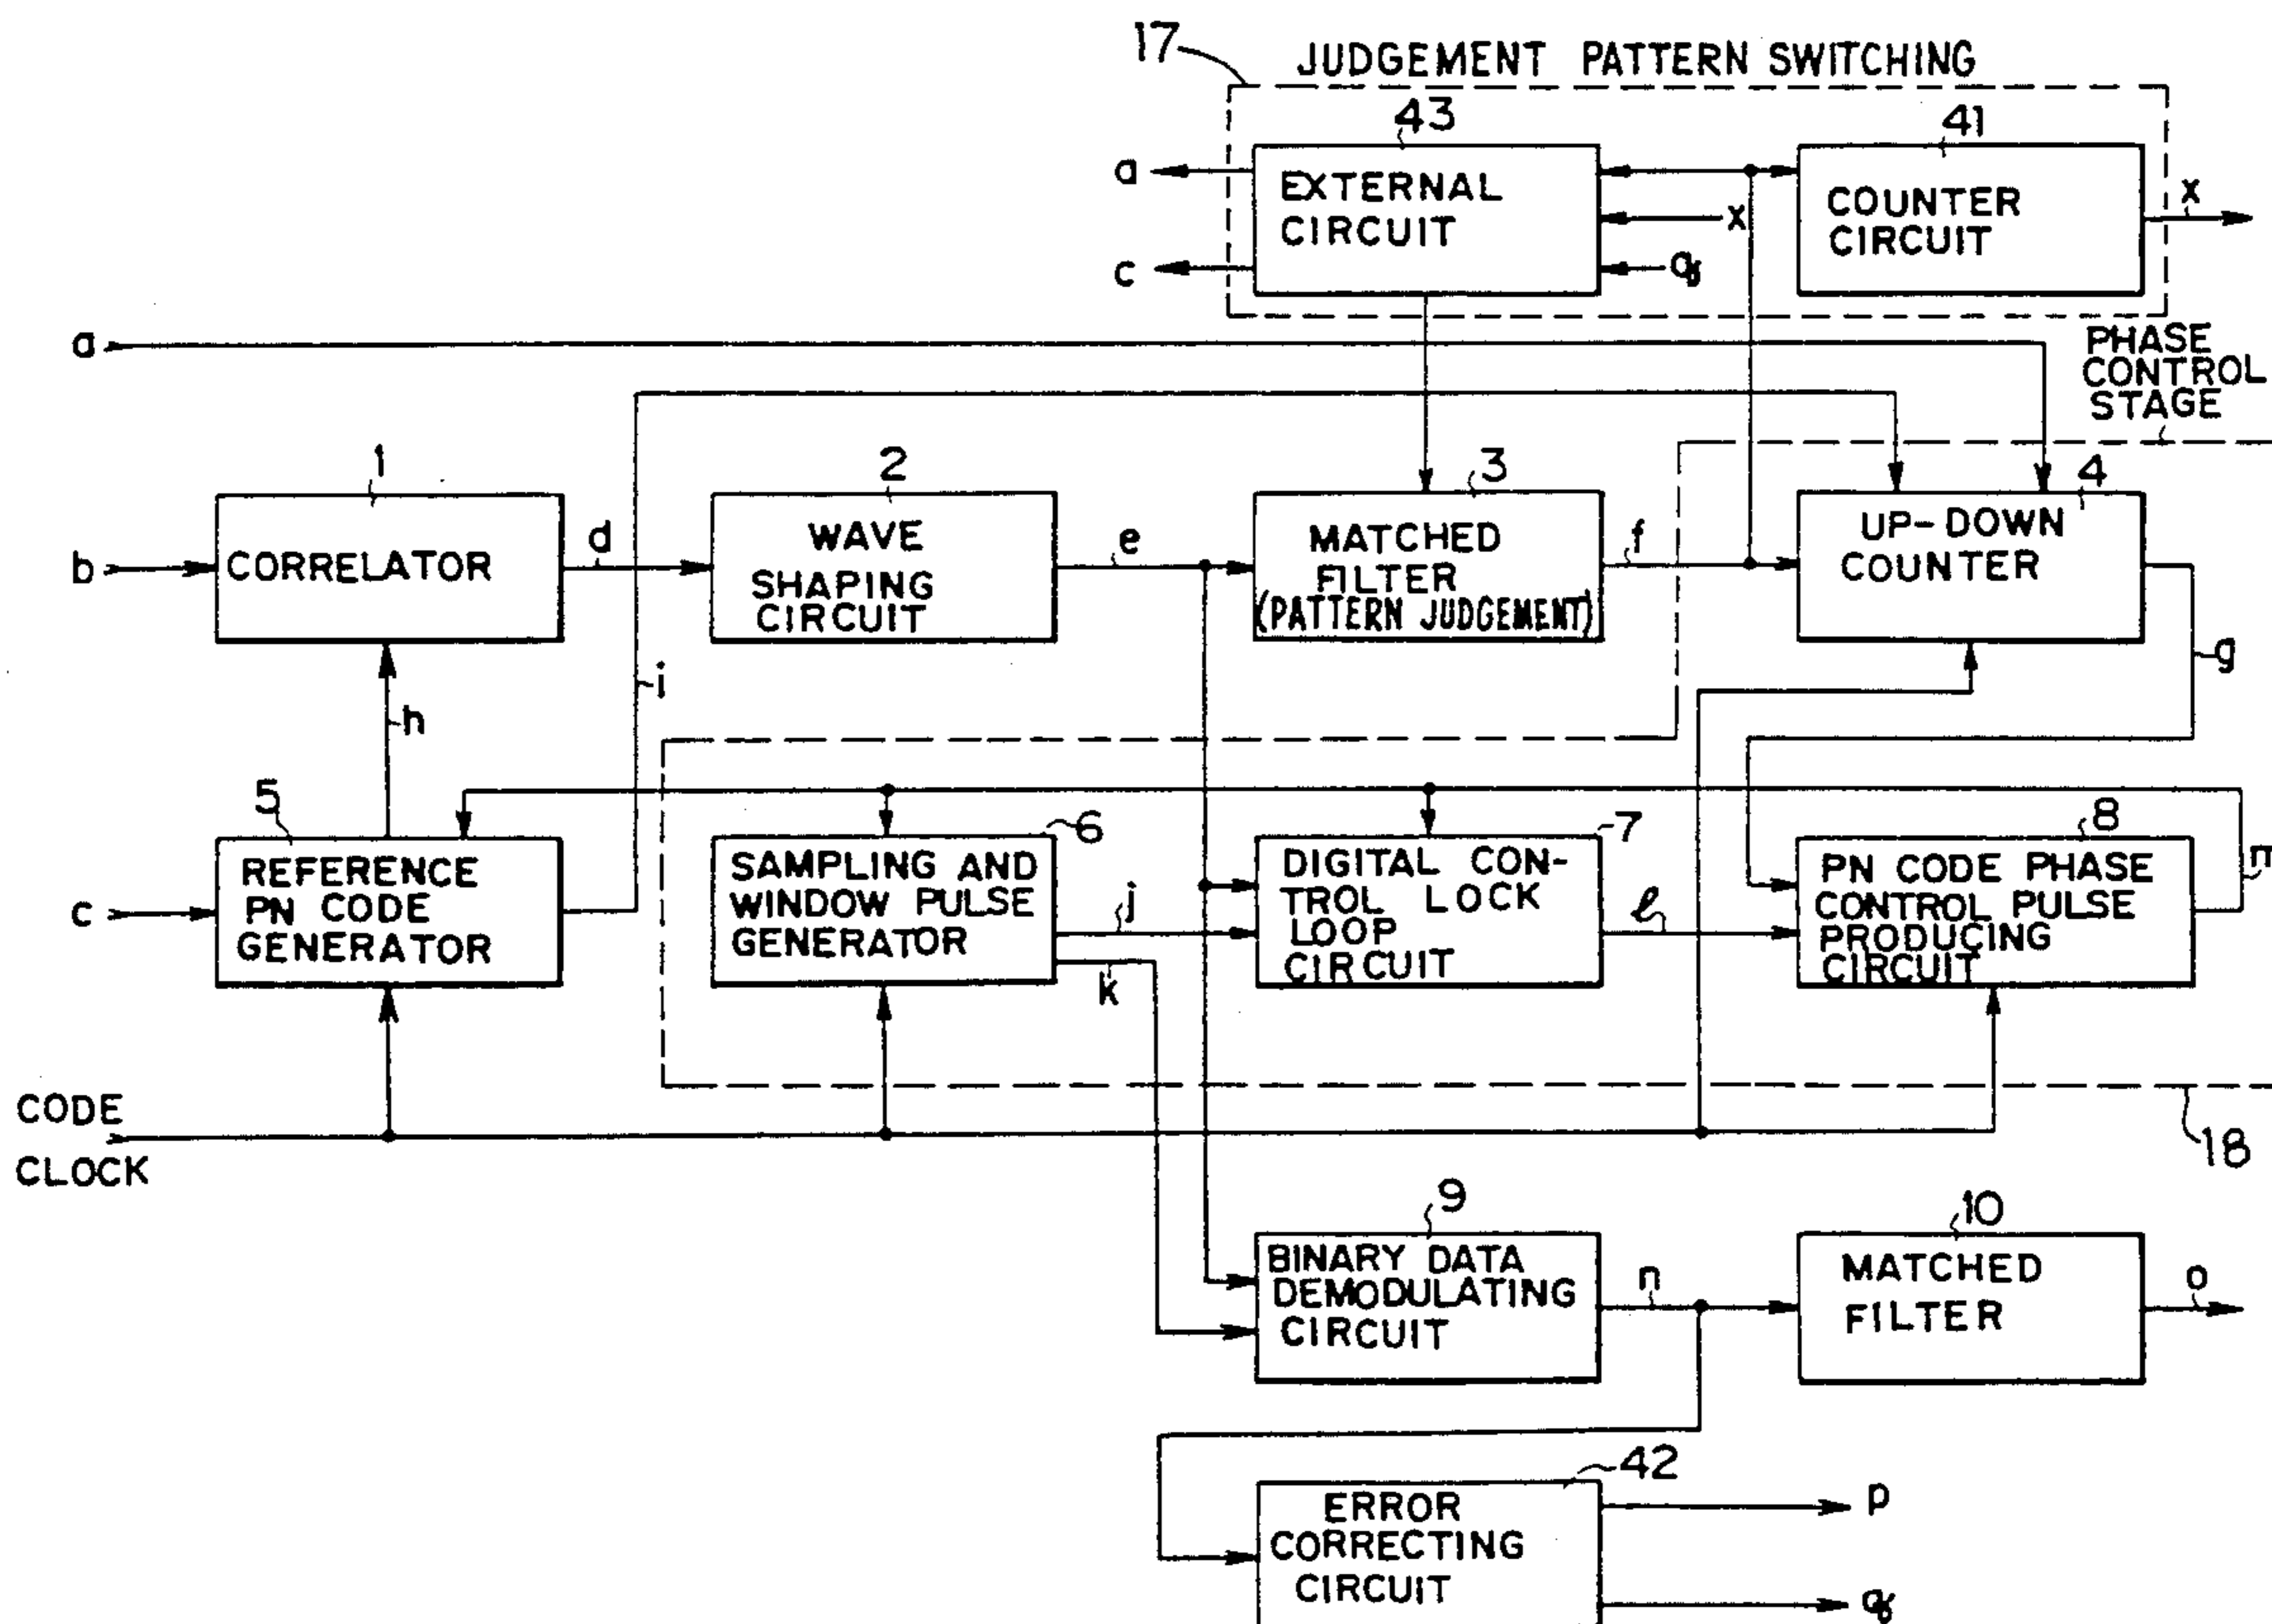 17
JUDGEMENT PATTERN SWITCHING
43
41
a
EXTERNAL
CIRCUIT
x
q
c
COUNTER
CIRCUIT
x
a
PHASE
CONTROL
STAGE
1
2
3
4
b
CORRELATOR
d
WAVE
SHAPING
CIRCUIT
e
MATCHED
FILTER
(PATTERN JUDGEMENT)
f
UP-DOWN
COUNTER
g
h
i
5
6
7
8
c
REFERENCE
PN CODE
GENERATOR
SAMPLING AND
WINDOW PULSE
GENERATOR
j
k
DIGITAL CON-
TROL LOCK
LOOP
CIRCUIT
l
PN CODE PHASE
CONTROL PULSE
PRODUCING
CIRCUIT
CODE
CLOCK
18
9
10
BINARY DATA
DEMODULATING
CIRCUIT
n
MATCHED
FILTER
o
42
ERROR
CORRECTING
CIRCUIT
p
q